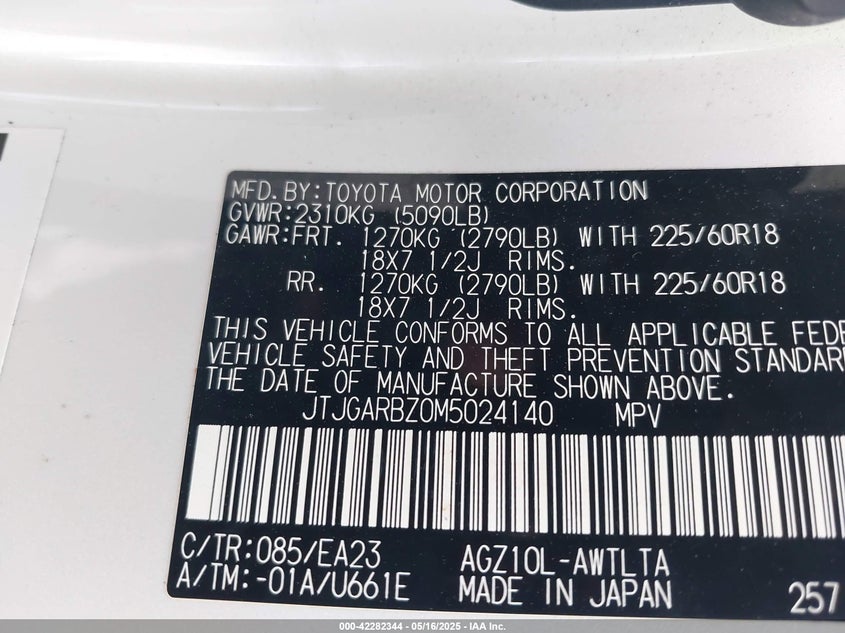 MFD.BY:TOYOTA MOTOR CORPORATION
GVWR:2310KG (5090LB)
GAWR:FRT. 1270KG (2790LB) WITH 225/60R18
18X7 1/2J RIMS.
RR. 1270KG (2790LB) WITH 225/60R18
18X7 1/2J RIMS.
THIS VEHICLE CONFORMS TO ALL APPLICABLE FEDE
VEHICLE SAFETY AND THEFT PREVENTION STANDAR
THE DATE OF MANUFACTURE SHOWN ABOVE.
JTJGARBZ0M5024140 MPV
C/TR:085/EA23 AGZ10L-AWTLTA
A/TM:-01A/U661E MADE IN JAPAN 257
000-42282344 - 05/16/2025 - IAA Inc.